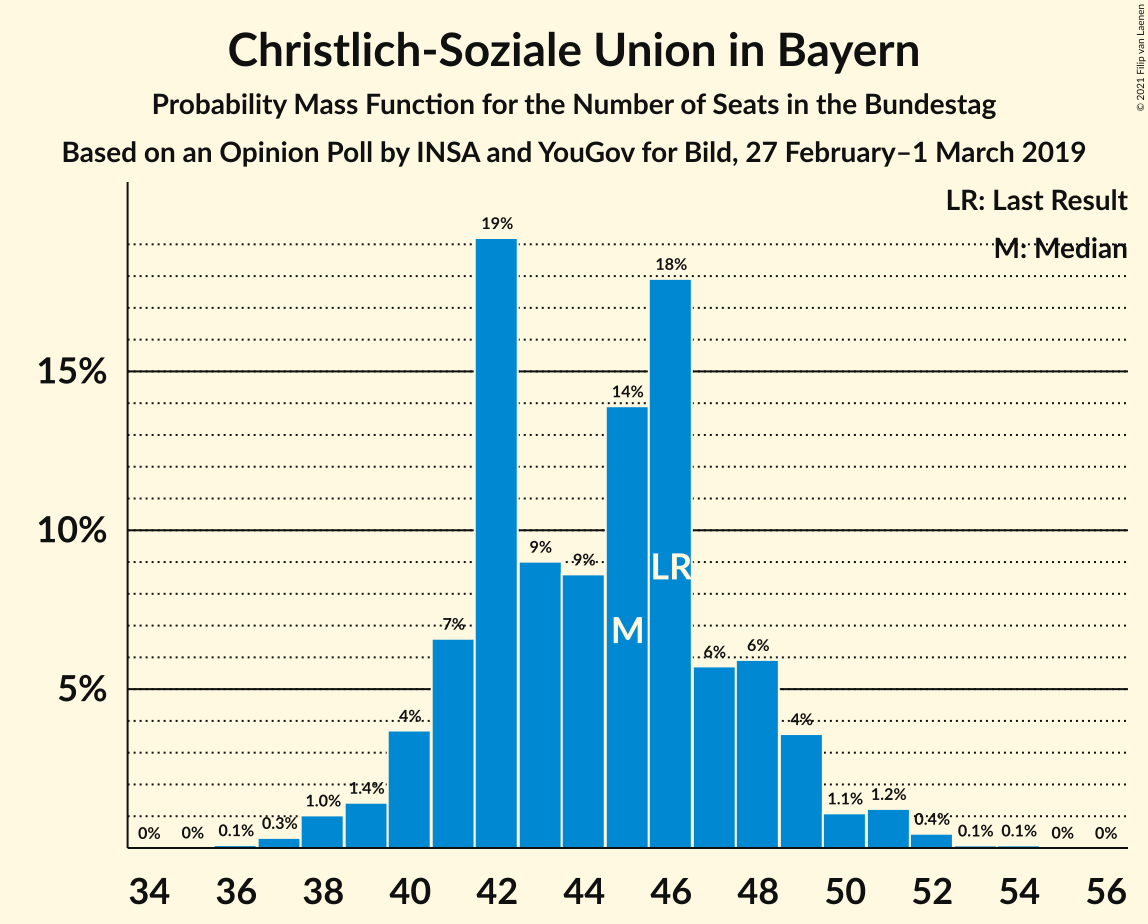 Christlich-Soziale Union in Bayern
Probability Mass Function for the Number of Seats in the Bundestag
Based on an Opinion Poll by INSA and YouGov for Bild, 27 February–1 March 2019
© 2021 Filip van Laenen
LR: Last Result
M: Median
15%
10%
5%
0%
0%
0.1%
0.3%
1.0%
1.4%
4%
7%
19%
9%
9%
14%
18%
6%
6%
4%
1.1%
1.2%
0.4%
0.1%
0.1%
0%
0%
M
LR
34 36 38 40 42 44 46 48 50 52 54 56